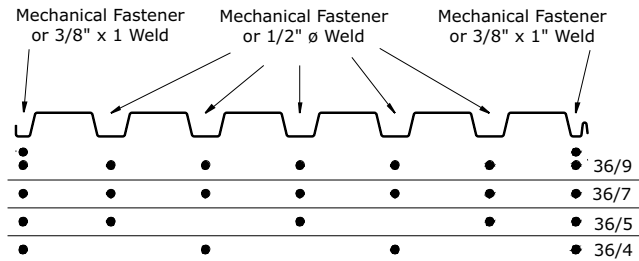 Mechanical Fastener
or 3/8" x 1 Weld
Mechanical Fastener
or 1/2" ø Weld
Mechanical Fastener
or 3/8" x 1" Weld
36/9
36/7
36/5
36/4